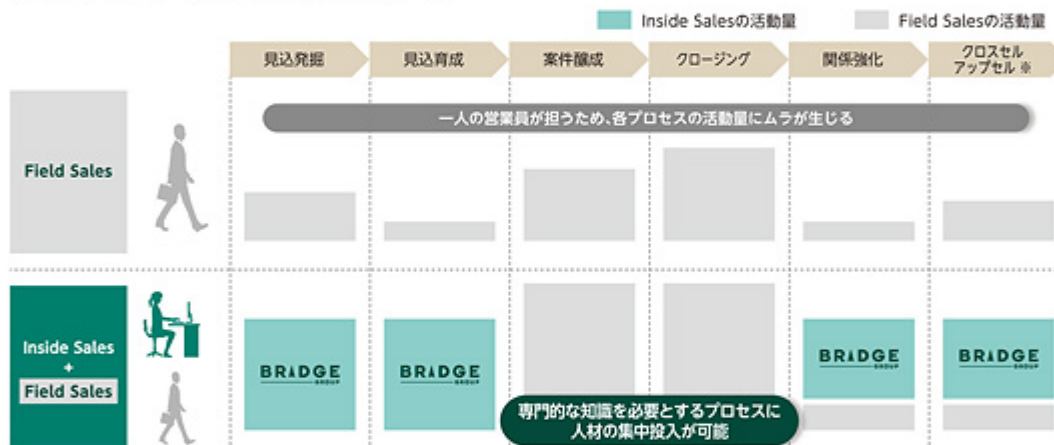 Inside Salesの活動量
Field Salesの活動量
見込発掘
見込育成
案件醸成
クロージング
関係強化
クロスセル
アップセル ※
一人の営業員が担うため、各プロセスの活動量にムラが生じる
Field Sales
Inside Sales
+
Field Sales
BRIDGE
GROUP
BRIDGE
GROUP
BRIDGE
GROUP
BRIDGE
GROUP
専門的な知識を必要とするプロセスに
人材の集中投入が可能